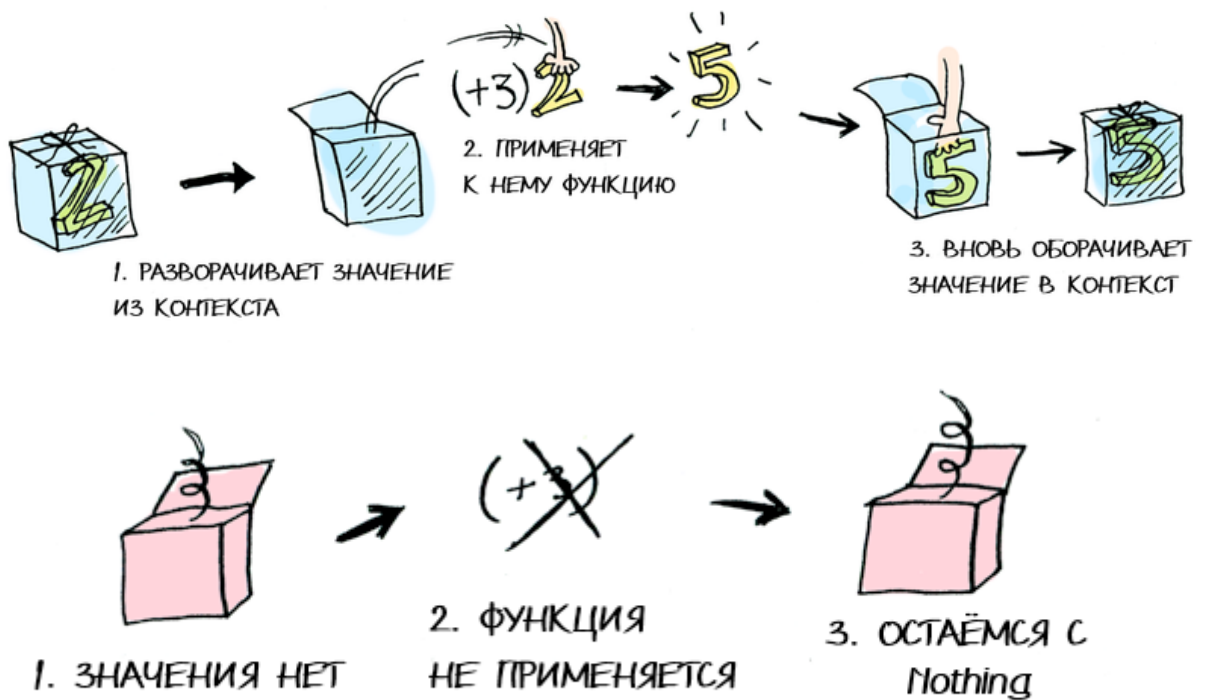 2
(+3)2
5
5
5
2. ПРИМЕНЯЕТ
К НЕМУ ФУНКЦИЮ
1. РАЗВОРАЧИВАЕТ ЗНАЧЕНИЕ
ИЗ КОНТЕКСТА
3. ВНОВЬ ОБОРАЧИВАЕТ
ЗНАЧЕНИЕ В КОНТЕКСТ
(+3)
1. ЗНАЧЕНИЯ НЕТ
2. ФУНКЦИЯ
НЕ ПРИМЕНЯЕТСЯ
3. ОСТАЁМСЯ С
Nothing